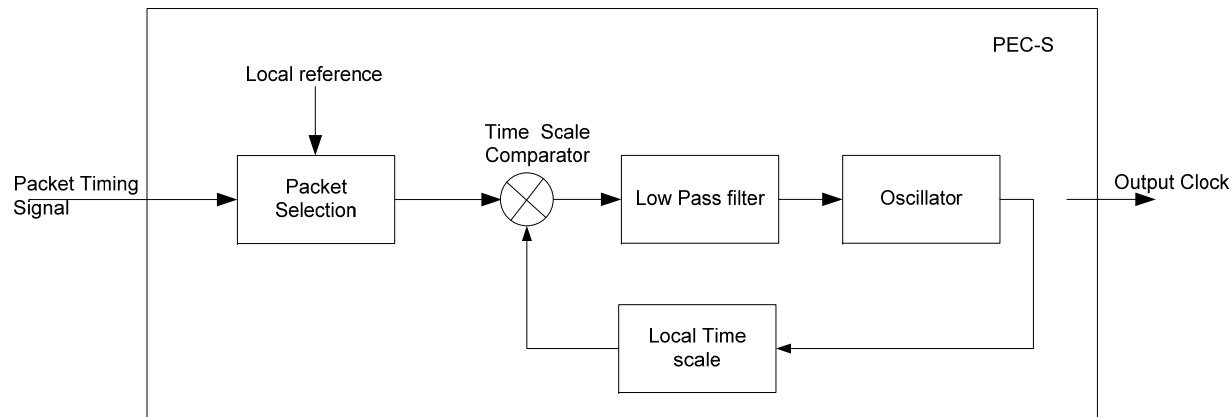 PEC-S
Local reference
Time Scale
Comparator
Packet Timing
Signal
Packet
Selection
Low Pass filter
Oscillator
Output Clock
Local Time
scale